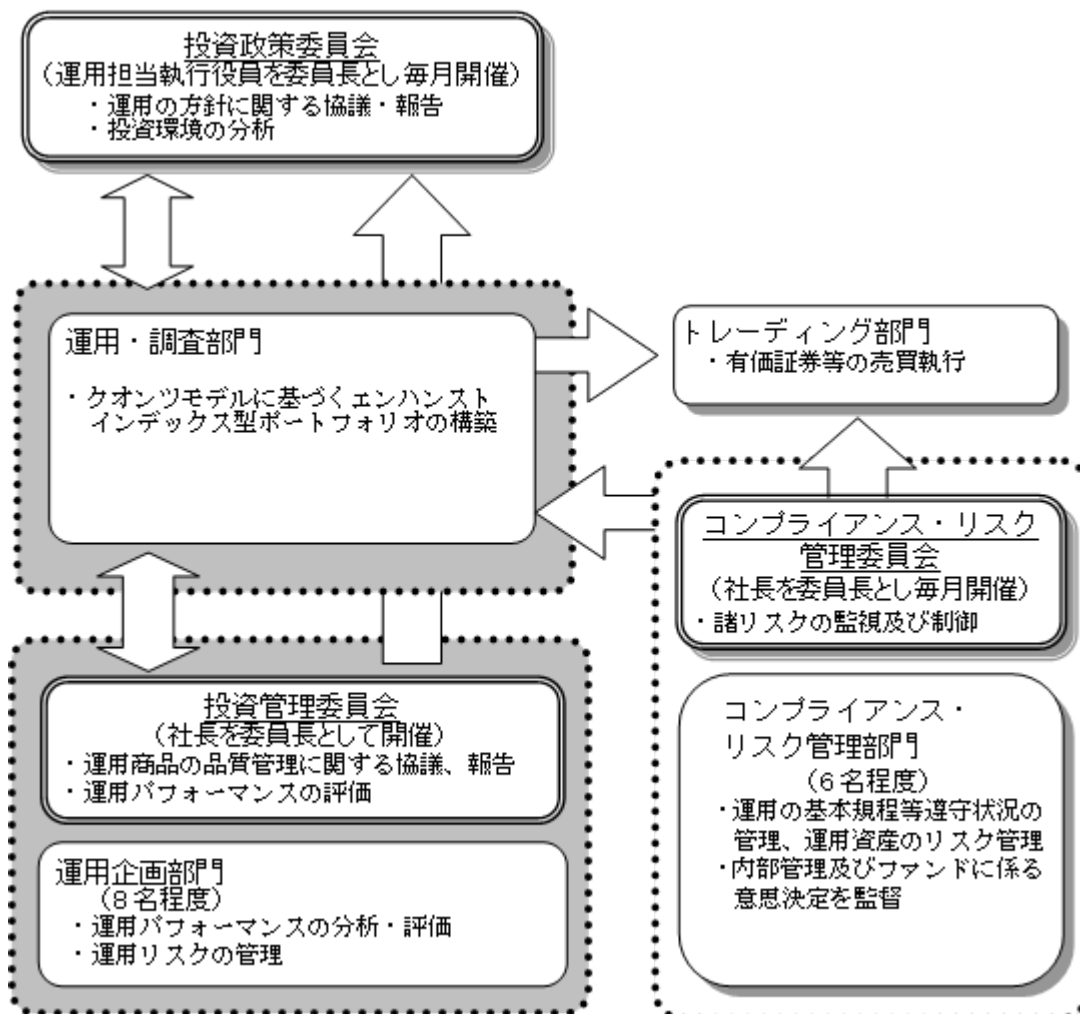 投資政策委員会
(運用担当執行役員を委員長とし毎月開催)
・運用の方針に関する協議・報告
・投資環境の分析
運用・調査部門
・クオンツモデルに基づくエンハンスト
インデックス型ポートフォリオの構築
トレーディング部門
・有価証券等の売買執行
コンプライアンス・リスク
管理委員会
(社長を委員長とし毎月開催)
・諸リスクの監視及び制御
投資管理委員会
(社長を委員長として開催)
・運用商品の品質管理に関する協議、報告
・運用パフォーマンスの評価
運用企画部門
(8名程度)
・運用パフォーマンスの分析・評価
・運用リスクの管理
コンプライアンス・
リスク管理部門
(6名程度)
・運用の基本規程等遵守状況の
管理、運用資産のリスク管理
・内部管理及びファンドに係る
意思決定を監督